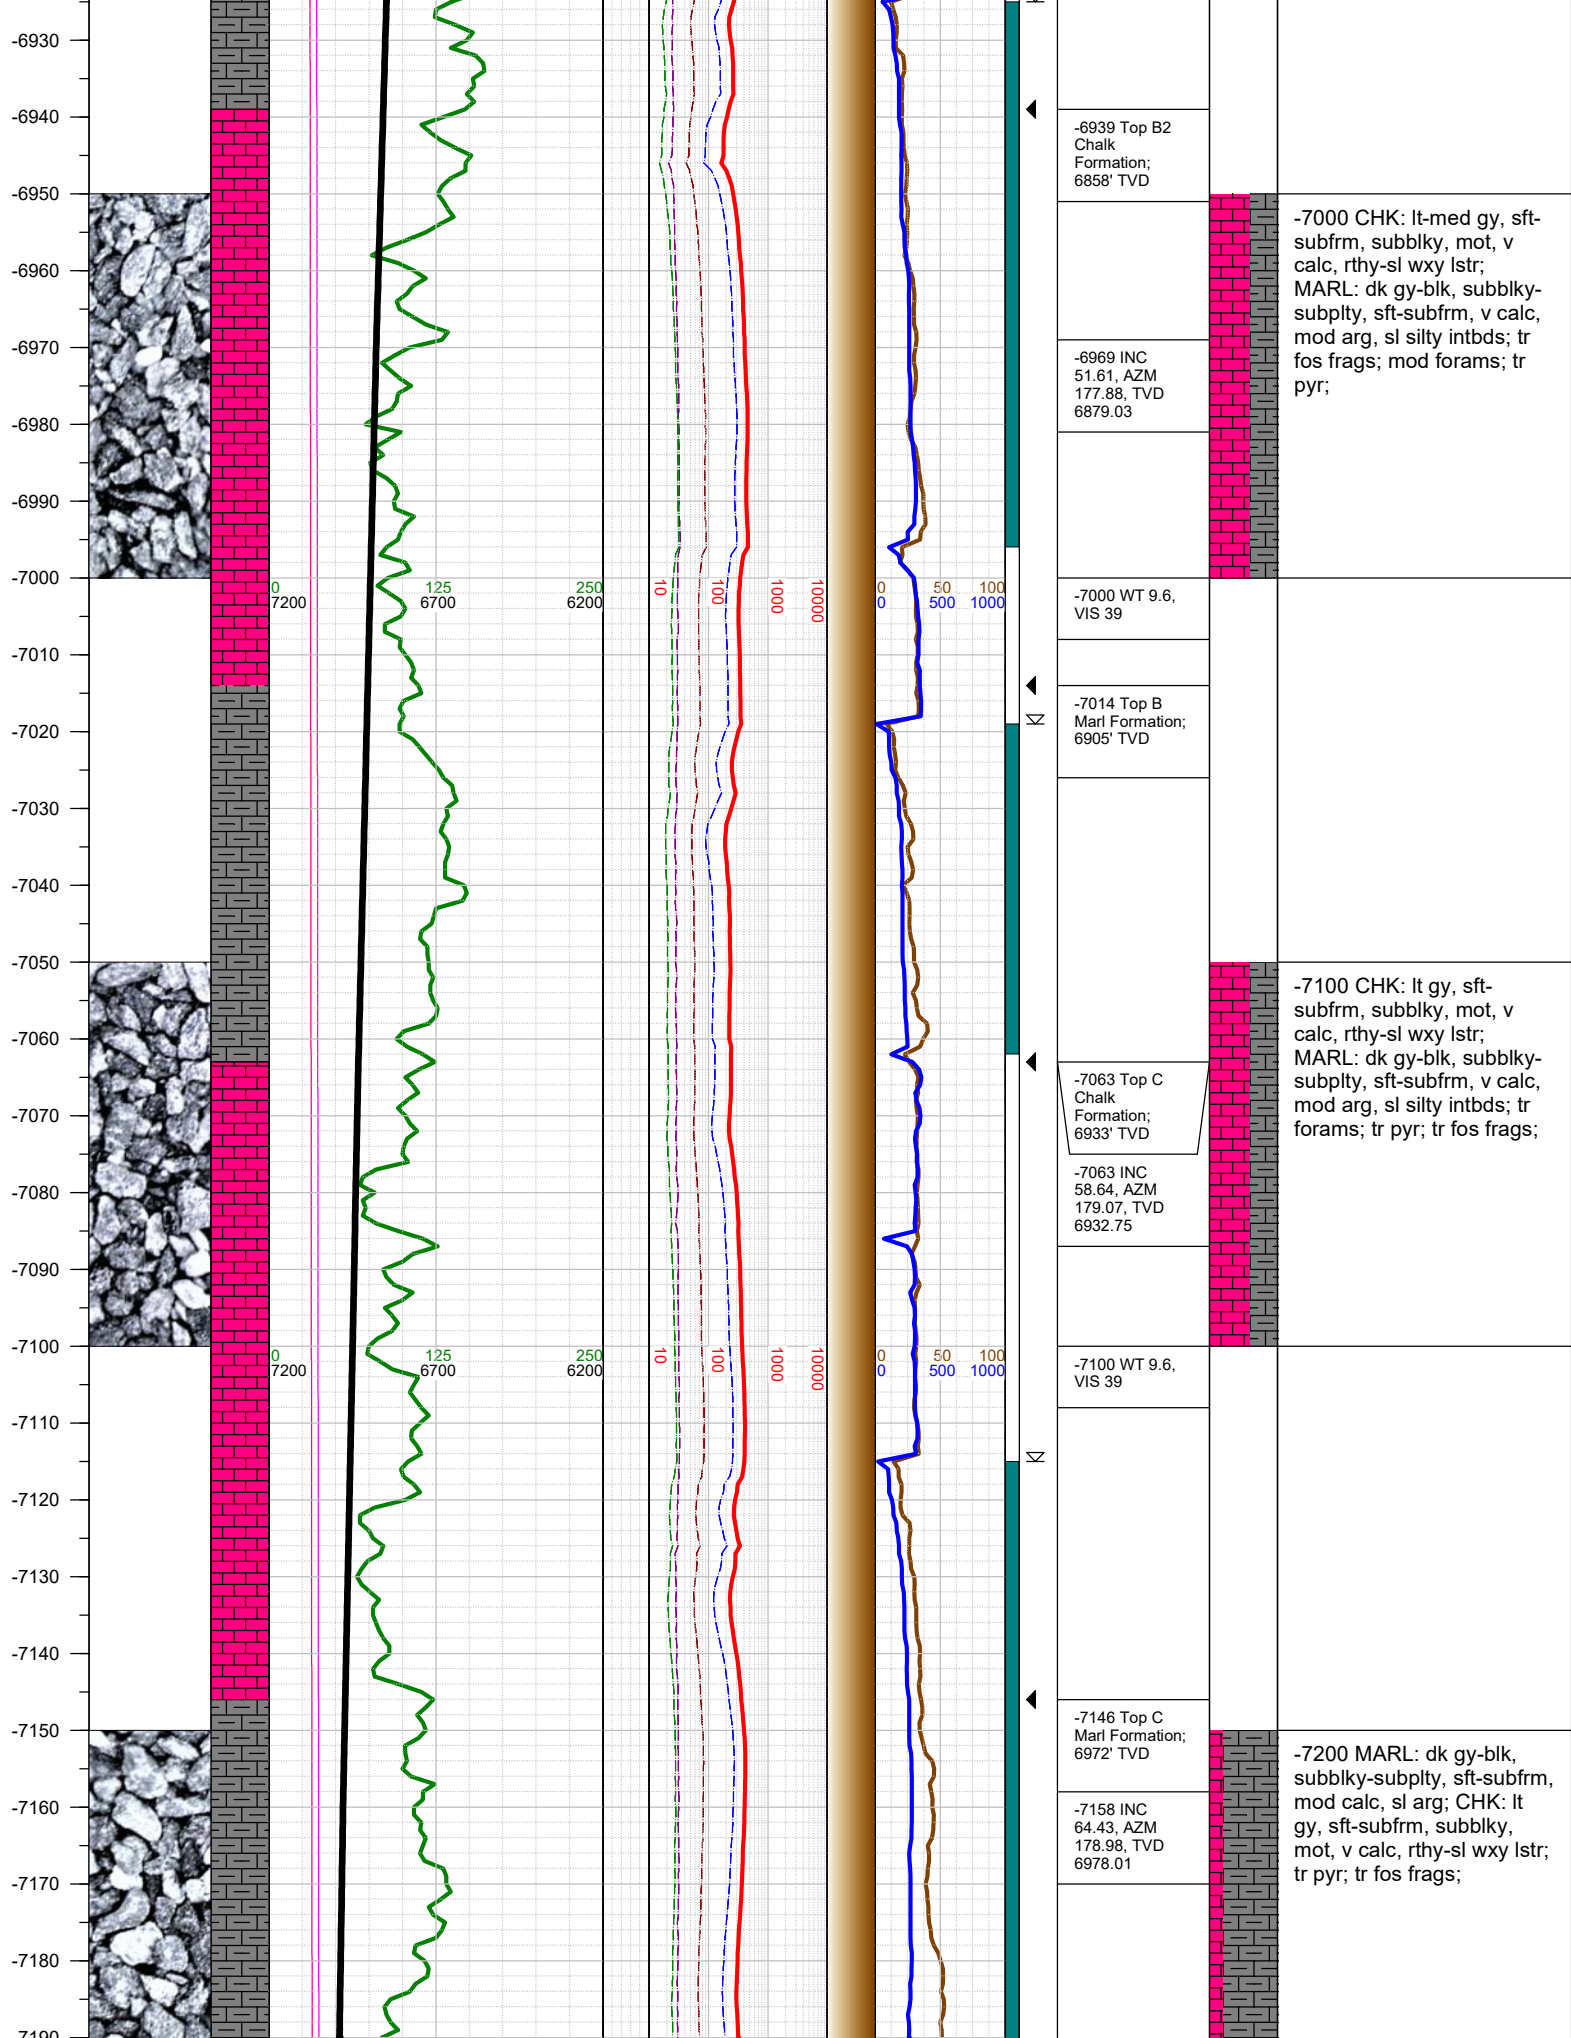 -6930
-6940
-6950
-6960
-6970
-6980
-6990
-7000
-7010
-7020
-7030
-7040
-7050
-7060
-7070
-7080
-7090
-7100
-7110
-7120
-7130
-7140
-7150
-7160
-7170
-7180
-7190
0 125 250
7200 6700 6200
10 100 1000 10000
0 50 100
0 500 1000
0 125 250
7200 6700 6200
10 100 1000 10000
0 50 100
0 500 1000
-6939 Top B2
Chalk
Formation;
6858' TVD
-6969 INC
51.61, AZM
177.88, TVD
6879.03
-7000 WT 9.6,
VIS 39
-7014 Top B
Marl Formation;
6905' TVD
-7063 Top C
Chalk
Formation;
6933' TVD
-7063 INC
58.64, AZM
179.07, TVD
6932.75
-7100 WT 9.6,
VIS 39
-7146 Top C
Marl Formation;
6972' TVD
-7158 INC
64.43, AZM
178.98, TVD
6978.01
-7000 CHK: lt-med gy, sft-
subfrm, subblky, mot, v
calc, rthy-sl wxy lstr;
MARL: dk gy-blk, subblky-
subplty, sft-subfrm, v calc,
mod arg, sl silty intbds; tr
fos frags; mod forams; tr
pyr;
-7100 CHK: lt gy, sft-
subfrm, subblky, mot, v
calc, rthy-sl wxy lstr;
MARL: dk gy-blk, subblky-
subplty, sft-subfrm, v calc,
mod arg, sl silty intbds; tr
forams; tr pyr; tr fos frags;
-7200 MARL: dk gy-blk,
subblky-subplty, sft-subfrm,
mod calc, sl arg; CHK: lt
gy, sft-subfrm, subblky,
mot, v calc, rthy-sl wxy lstr;
tr pyr; tr fos frags;